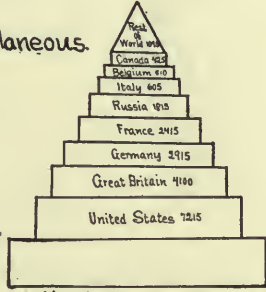 laneous.
Rest
of
World
Canada 425
Belgium 810
Italy 605
Russia 1815
France 2415
Germany 2915
Great Britain 4100
United States 7215